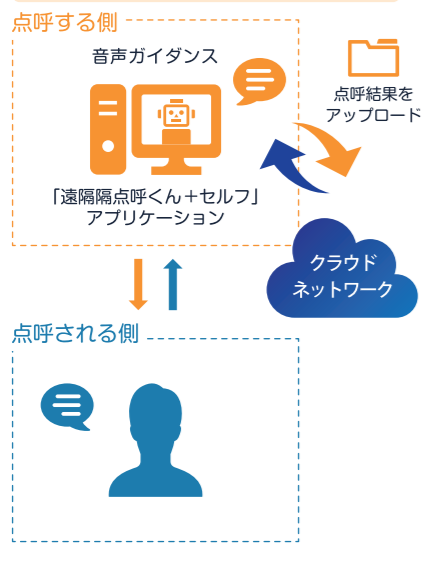 点呼する側
音声ガイダンス
点呼結果を
アップロード
「遠隔隔点呼くん+セルフ」
アプリケーション
クラウド
ネットワーク
点呼される側